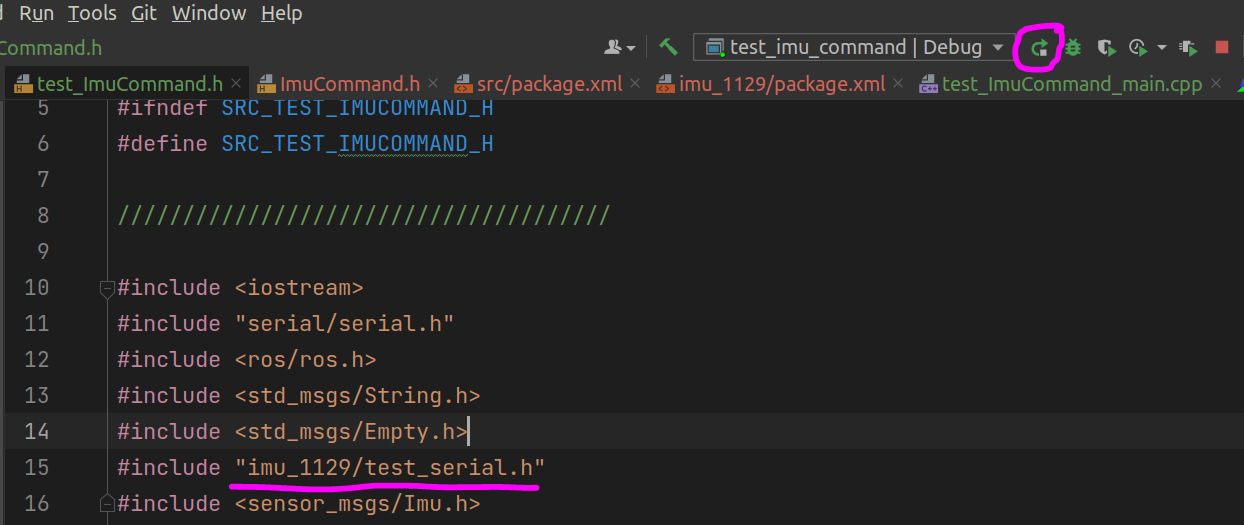 Run Tools Git Window Help
Command.h
test_imu_command | Debug
test_ImuCommand.h ImuCommand.h src/package.xml imu_1129/package.xml test_ImuCommand_main.cpp
5 #ifndef SRC_TEST_IMUCOMMAND_H
6 #define SRC_TEST_IMUCOMMAND_H
7
8 //////////////////////////////////////
9
10 #include <iostream>
11 #include "serial/serial.h"
12 #include <ros/ros.h>
13 #include <std_msgs/String.h>
14 #include <std_msgs/Empty.h>
15 #include "imu_1129/test_serial.h"
16 #include <sensor_msgs/Imu.h>